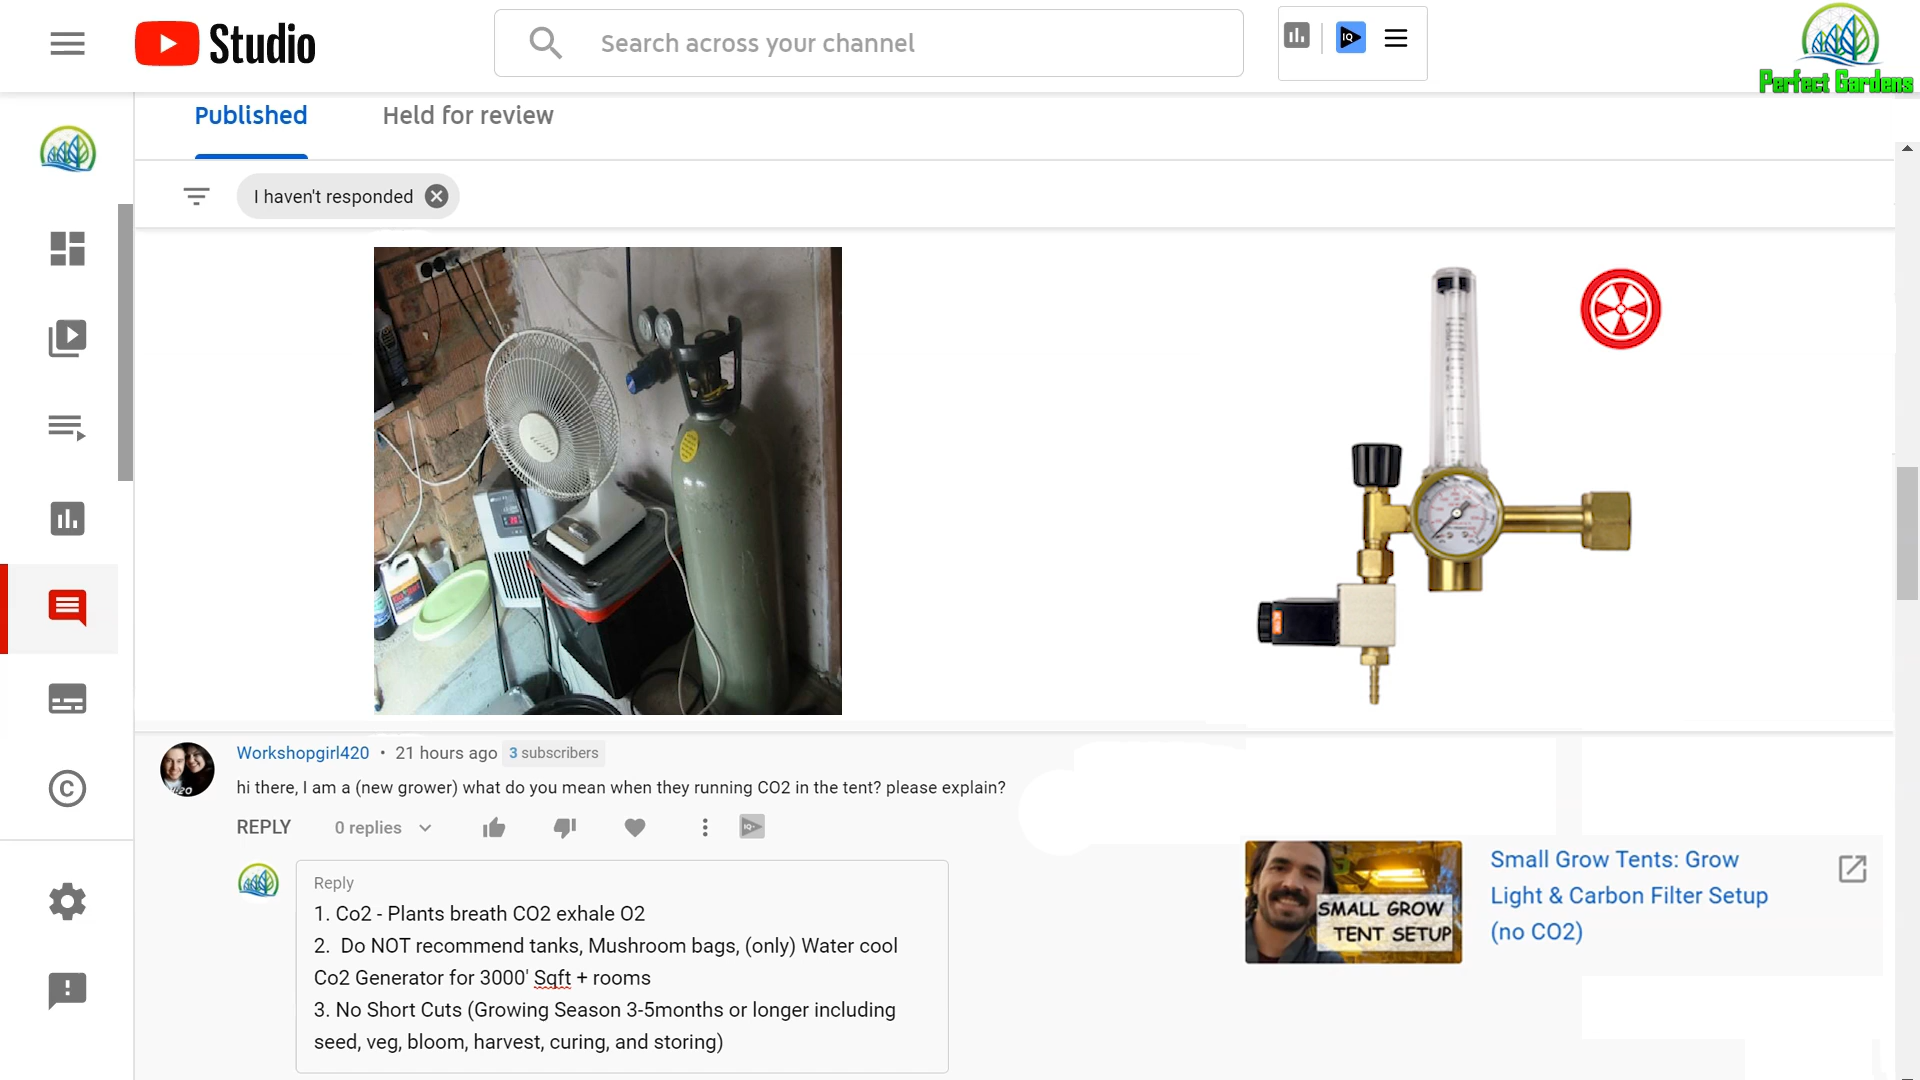 Studio
Search across your channel
IQ
Perfect Gardens
Published
Held for review
I haven't responded
Workshopgirl420 • 21 hours ago 3 subscribers
hi there, I am a (new grower) what do you mean when they running CO2 in the tent? please explain?
REPLY
0 replies
Reply
1. Co2 - Plants breath CO2 exhale O2
2. Do NOT recommend tanks, Mushroom bags, (only) Water cool
Co2 Generator for 3000' Sqft + rooms
3. No Short Cuts (Growing Season 3-5months or longer including
seed, veg, bloom, harvest, curing, and storing)
SMALL GROW
TENT SETUP
Small Grow Tents: Grow
Light & Carbon Filter Setup
(no CO2)